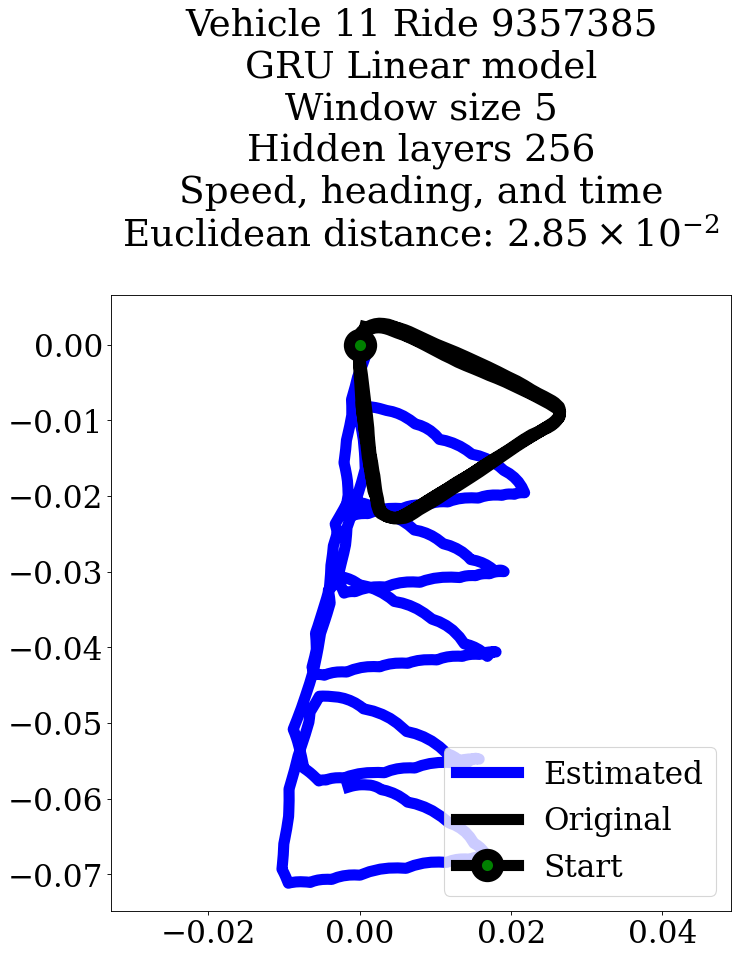 Vehicle 11 Ride 9357385
GRU Linear model
Window size 5
Hidden layers 256
Speed, heading, and time
Euclidean distance: 2.85 × 10⁻²
0.00
−0.01
−0.02
−0.03
−0.04
−0.05
−0.06
−0.07
Estimated
Original
Start
−0.02 0.00 0.02 0.04